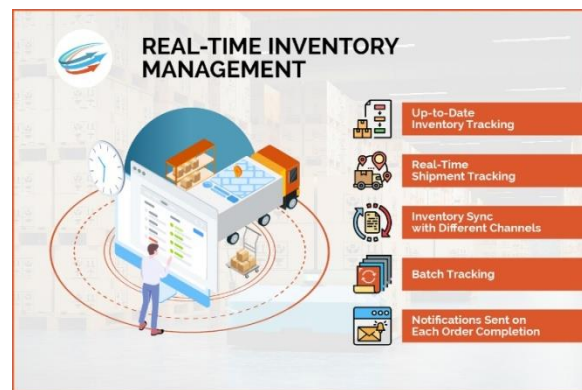 REAL-TIME INVENTORY
MANAGEMENT
Up-to-Date
Inventory Tracking
Real-Time
Shipment Tracking
Inventory Sync
with Different Channels
Batch Tracking
Notifications Sent on
Each Order Completion